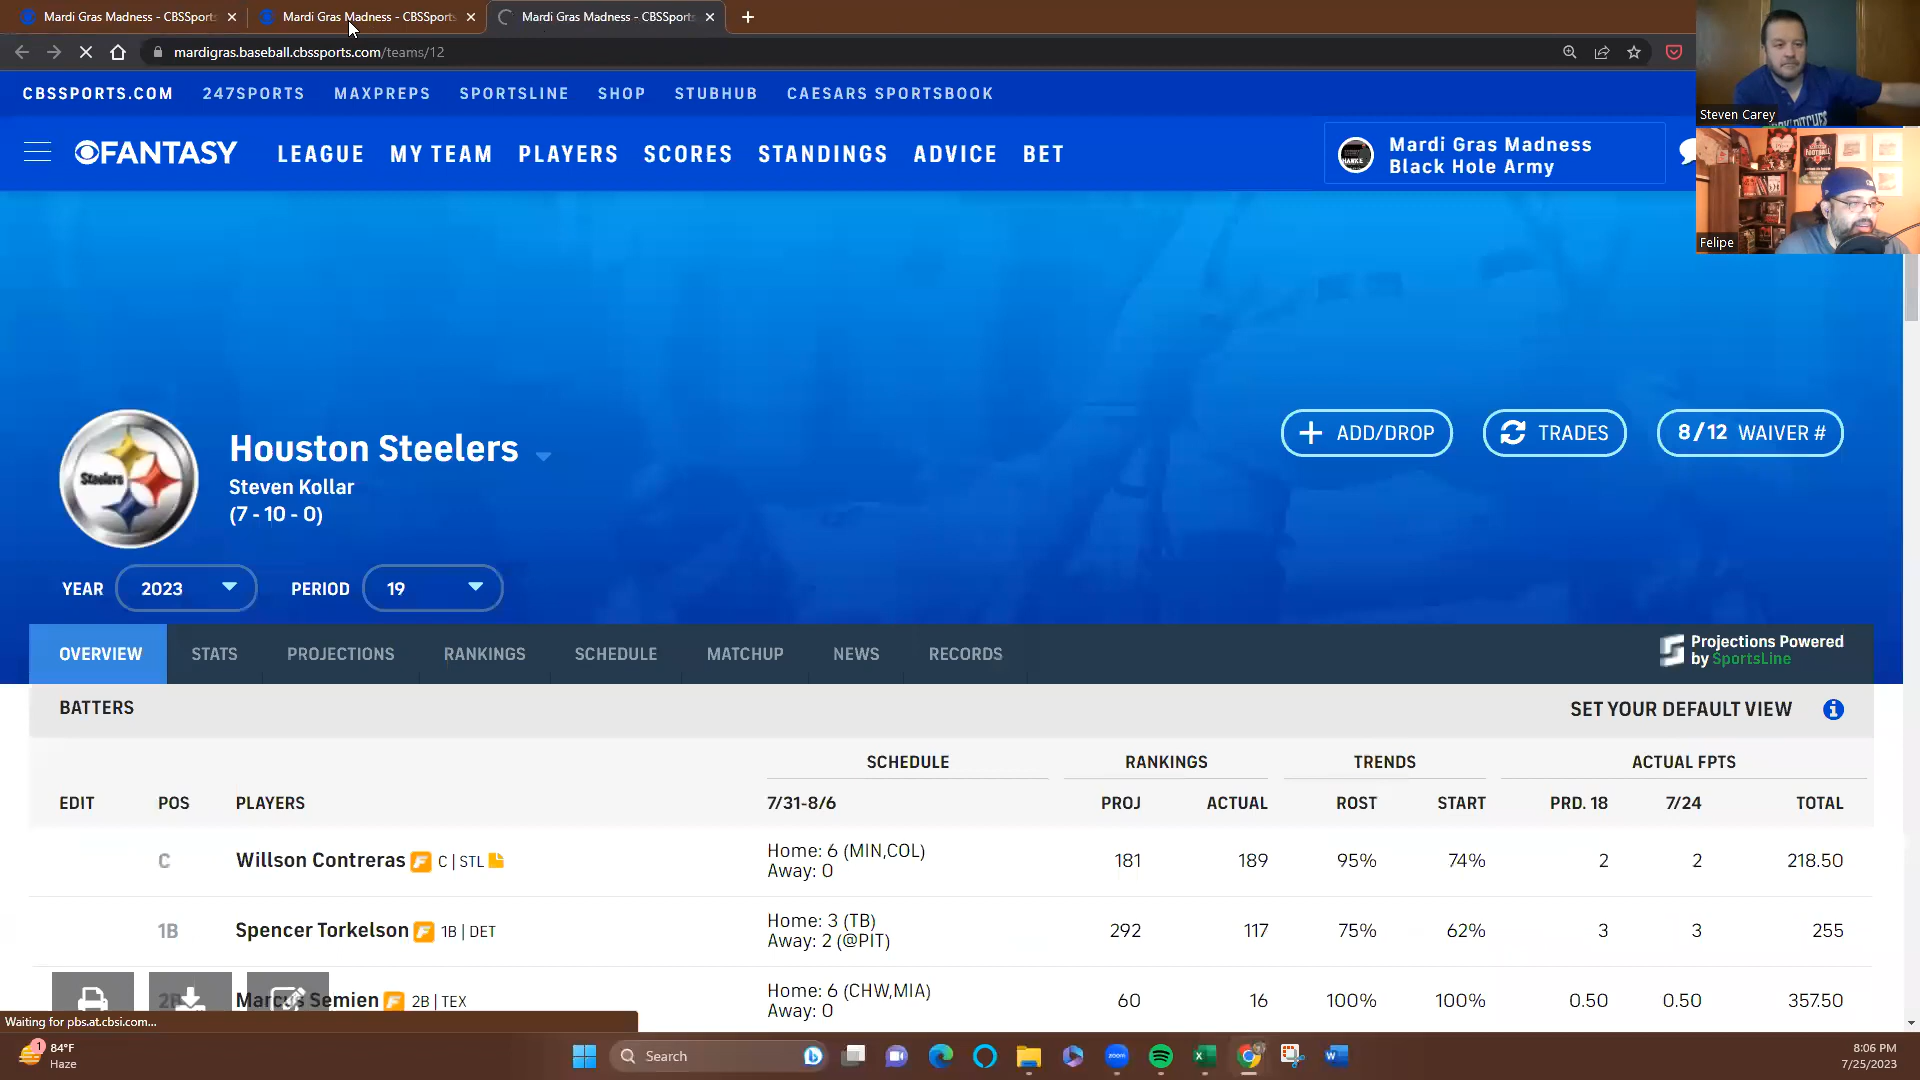 Mardi Gras Madness - CBSSports
Mardi Gras Madness - CBSSports
Mardi Gras Madness - CBSSports
mardigras.baseball.cbssports.com/teams/12
CBSSPORTS.COM 247SPORTS MAXPREPS SPORTSLINE SHOP STUBHUB CAESARS SPORTSBOOK
FANTASY LEAGUE MY TEAM PLAYERS SCORES STANDINGS ADVICE BET
Mardi Gras Madness
Black Hole Army
Steven Carey
Felipe
Steelers
Houston Steelers
Steven Kollar
(7 - 10 - 0)
ADD/DROP TRADES 8/12 WAIVER #
YEAR 2023 PERIOD 19
OVERVIEW STATS PROJECTIONS RANKINGS SCHEDULE MATCHUP NEWS RECORDS
Projections Powered
by SportsLine
BATTERS SET YOUR DEFAULT VIEW
SCHEDULE RANKINGS TRENDS ACTUAL FPTS
EDIT POS PLAYERS 7/31-8/6 PROJ ACTUAL ROST START PRD. 18 7/24 TOTAL
C Willson Contreras F C | STL Home: 6 (MIN,COL) 181 189 95% 74% 2 2 218.50
Away: 0
1B Spencer Torkelson F 1B | DET Home: 3 (TB) 292 117 75% 62% 3 3 255
Away: 2 (@PIT)
2B Marcus Semien F 2B | TEX Home: 6 (CHW,MIA) 60 16 100% 100% 0.50 0.50 357.50
Away: 0
Waiting for pbs.at.cbsi.com...
1 84°F
Haze
Search
zoom
8:06 PM
7/25/2023